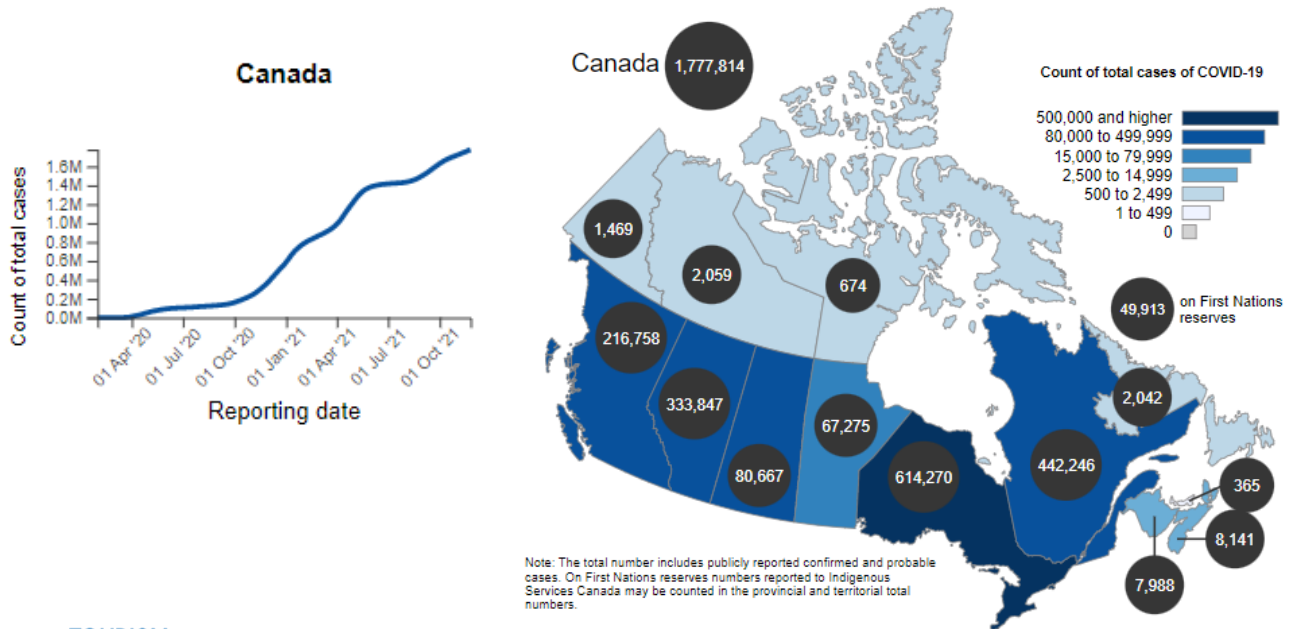 Canada
Count of total cases
1.6M
1.4M
1.2M
1.0M
0.8M
0.6M
0.4M
0.2M
0.0M
01 Apr '20
01 Jul '20
01 Oct '20
01 Jan '21
01 Apr '21
01 Jul '21
01 Oct '21
Reporting date
Canada 1,777,814
Count of total cases of COVID-19
500,000 and higher
80,000 to 499,999
15,000 to 79,999
2,500 to 14,999
500 to 2,499
1 to 499
0
1,469
2,059
674
49,913 on First Nations
reserves
216,758
333,847
80,667
67,275
614,270
442,246
2,042
365
8,141
7,988
Note: The total number includes publicly reported confirmed and probable
cases. On First Nations reserves numbers reported to Indigenous
Services Canada may be counted in the provincial and territorial total
numbers.